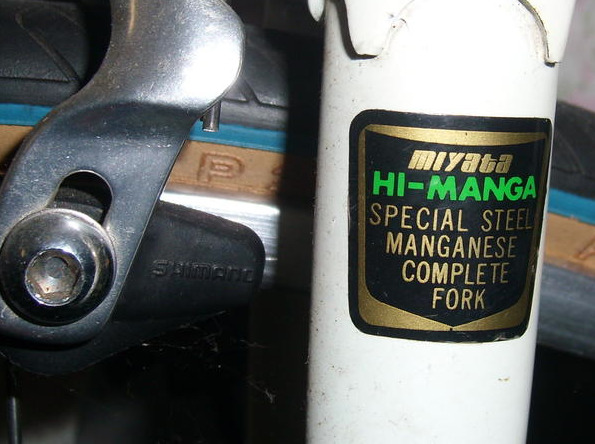 P
SHIMANO
miyata
HI-MANGA
SPECIAL STEEL
MANGANESE
COMPLETE
FORK